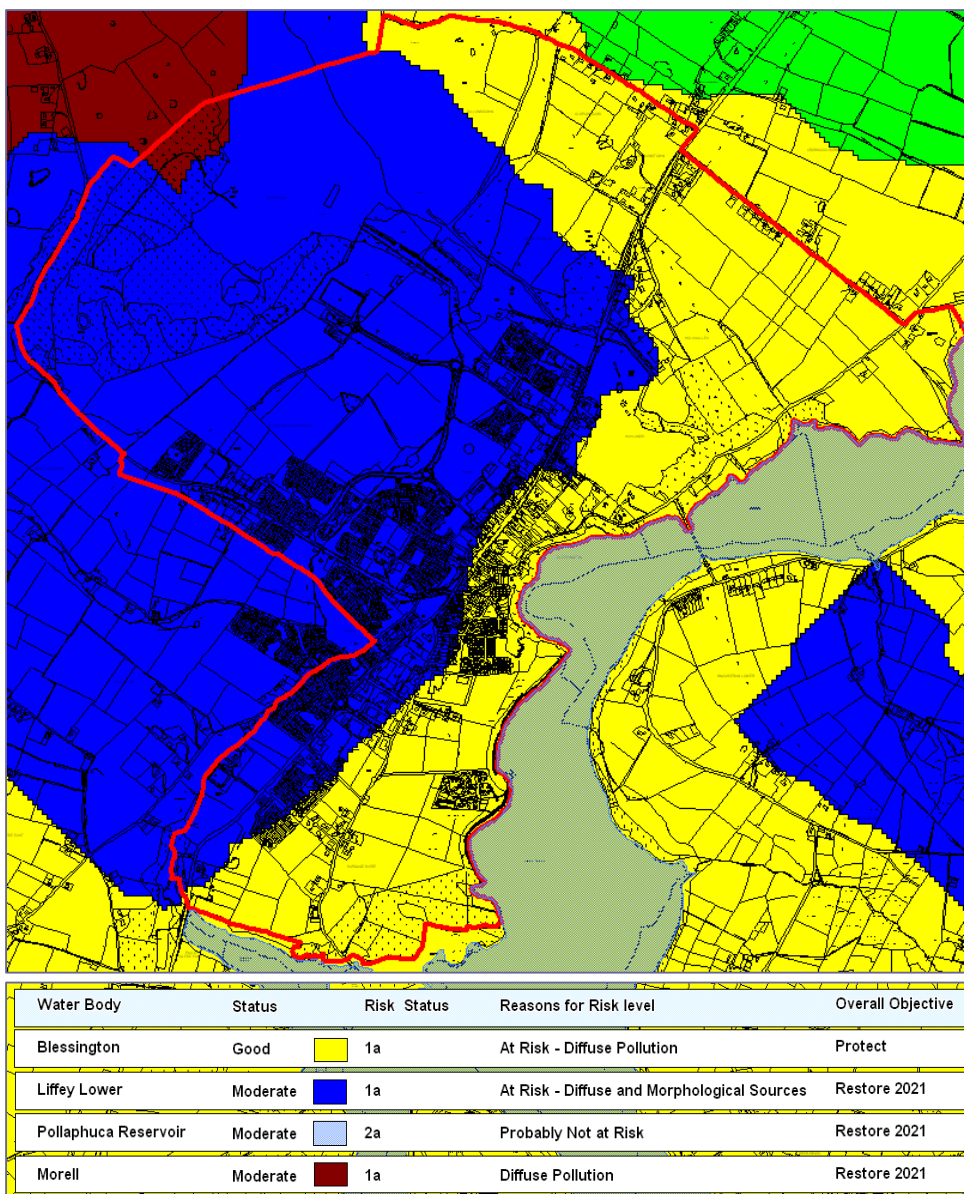 Water Body Status Risk Status Reasons for Risk level Overall Objective
Blessington Good 1a At Risk - Diffuse Pollution Protect
Liffey Lower Moderate 1a At Risk - Diffuse and Morphological Sources Restore 2021
Pollaphuca Reservoir Moderate 2a Probably Not at Risk Restore 2021
Morell Moderate 1a Diffuse Pollution Restore 2021